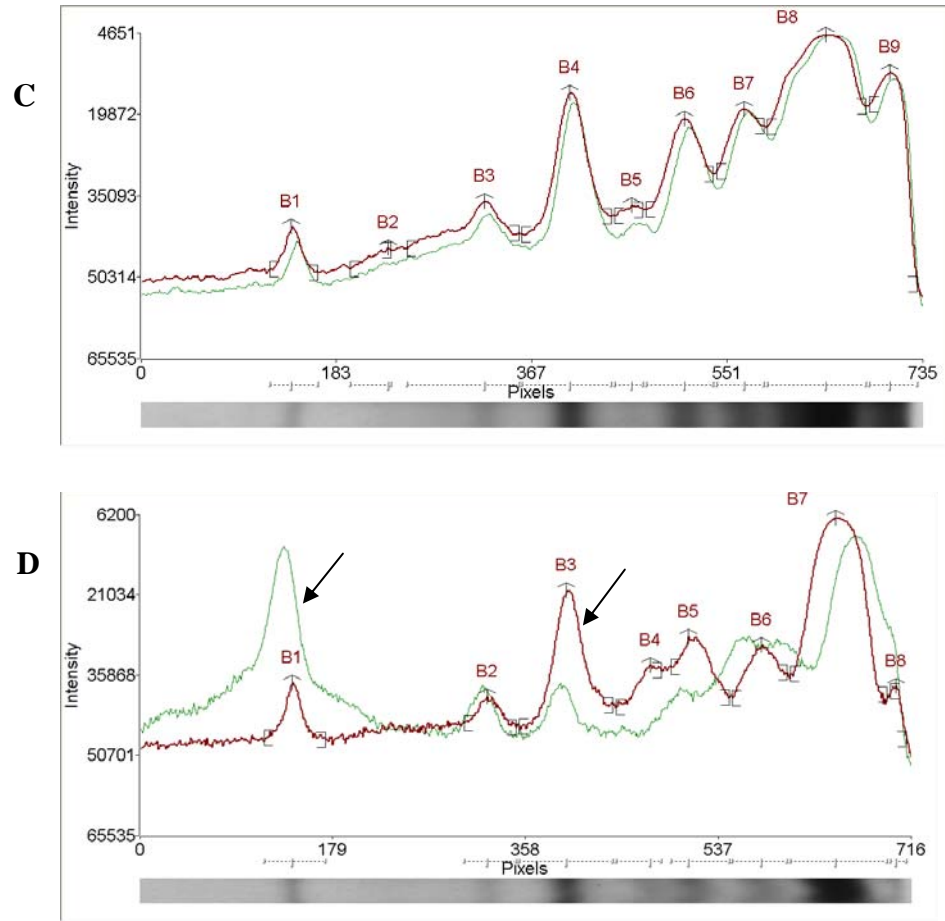 C
B8
4651
B9
B4
B6
B7
19872
B3
B5
35093
B1
B2
Intensity
50314
65535
0
183
367
551
735
Pixels
D
B7
6200
B3
21034
B5
B4
B6
B1
B2
B8
35868
Intensity
50701
65535
0
179
358
537
716
Pixels